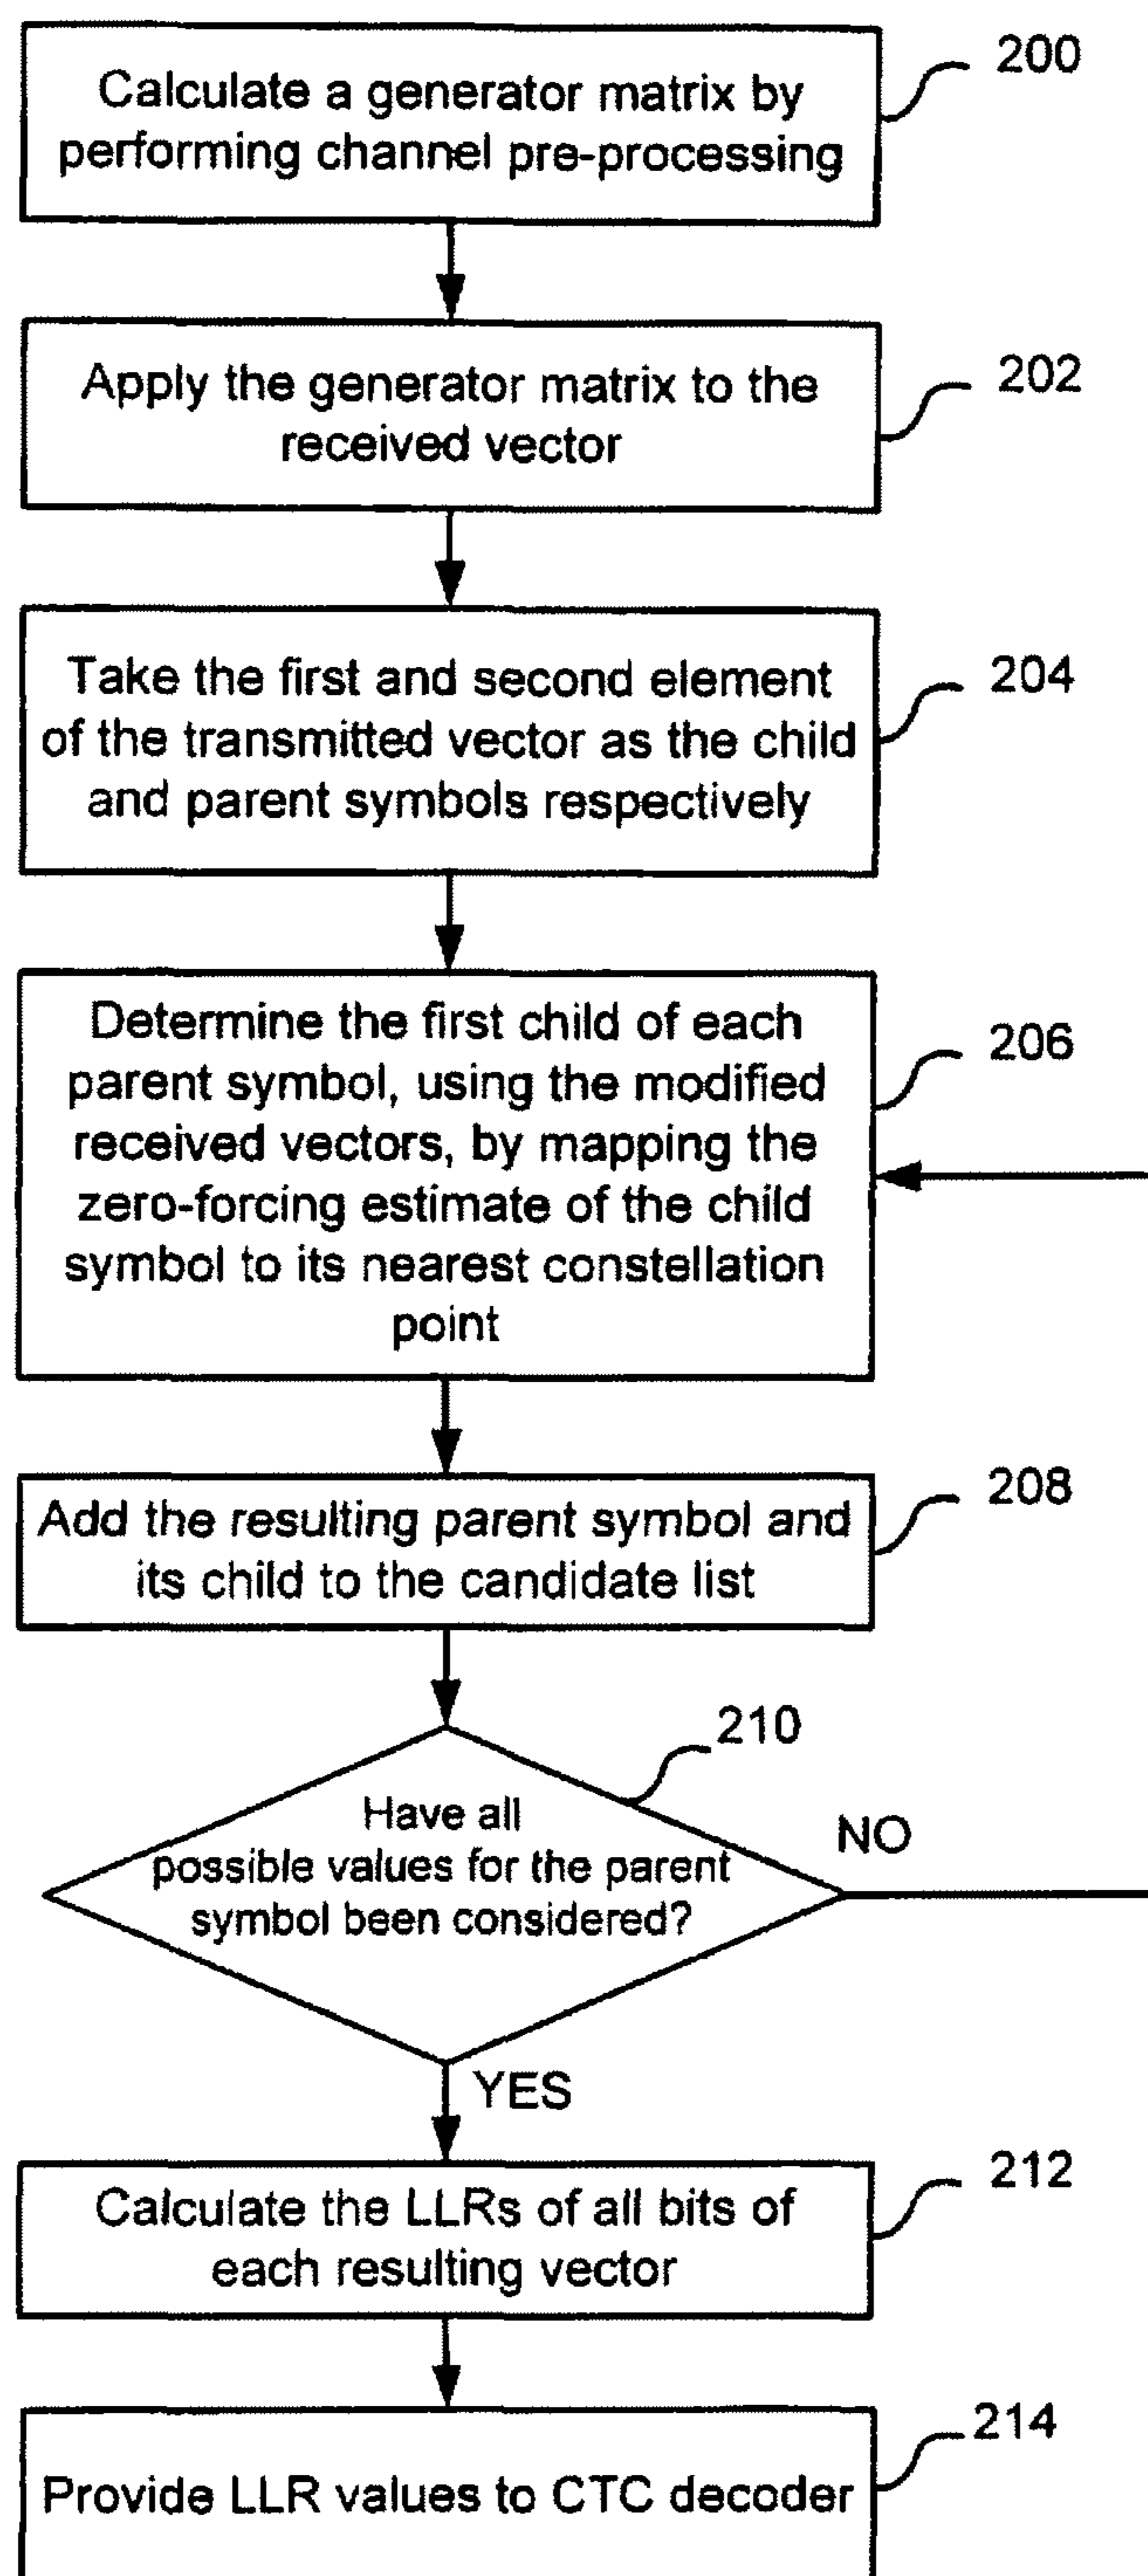 Calculate a generator matrix by
performing channel pre-processing
200
Apply the generator matrix to the
received vector
202
Take the first and second element
of the transmitted vector as the child
and parent symbols respectively
204
Determine the first child of each
parent symbol, using the modified
received vectors, by mapping the
zero-forcing estimate of the child
symbol to its nearest constellation
point
206
Add the resulting parent symbol and
its child to the candidate list
208
210
Have all
possible values for the parent
symbol been considered?
NO
YES
Calculate the LLRs of all bits of
each resulting vector
212
Provide LLR values to CTC decoder
214